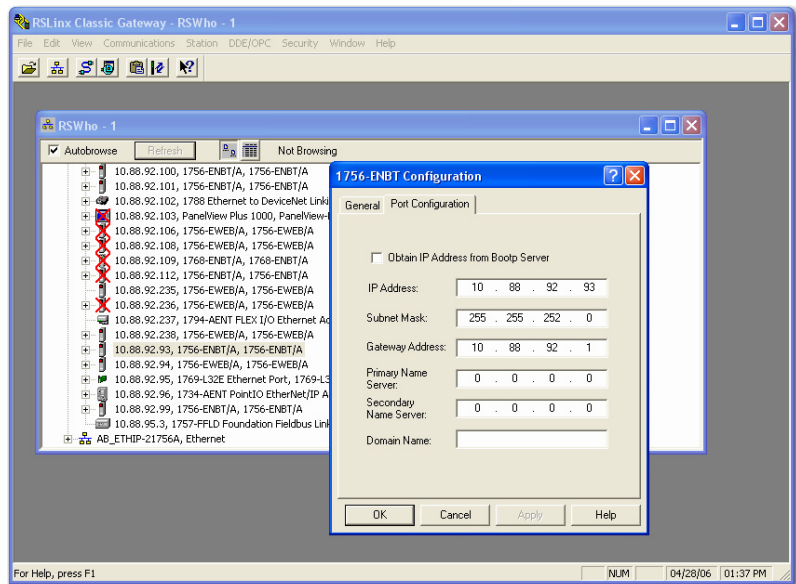 RSLinx Classic Gateway - RSWho - 1
File Edit View Communications Station DDE/OPC Security Window Help
RSWho - 1
Autobrowse Refresh Not Browsing
10.88.92.100, 1756-ENBT/A, 1756-ENBT/A
10.88.92.101, 1756-ENBT/A, 1756-ENBT/A
10.88.92.102, 1788 Ethernet to DeviceNet Linki
10.88.92.103, PanelView Plus 1000, PanelView-
10.88.92.106, 1756-EWEB/A, 1756-EWEB/A
10.88.92.108, 1756-EWEB/A, 1756-EWEB/A
10.88.92.109, 1768-ENBT/A, 1768-ENBT/A
10.88.92.112, 1756-ENBT/A, 1756-ENBT/A
10.88.92.235, 1756-EWEB/A, 1756-EWEB/A
10.88.92.236, 1756-EWEB/A, 1756-EWEB/A
10.88.92.237, 1794-AENT FLEX I/O Ethernet Ad
10.88.92.238, 1756-EWEB/A, 1756-EWEB/A
10.88.92.93, 1756-ENBT/A, 1756-ENBT/A
10.88.92.94, 1756-EWEB/A, 1756-EWEB/A
10.88.92.95, 1769-L32E Ethernet Port, 1769-L3
10.88.92.96, 1734-AENT PointIO EtherNet/IP A
10.88.92.99, 1756-ENBT/A, 1756-ENBT/A
10.88.95.3, 1757-FFLD Foundation Fieldbus Link
AB_ETHIP-21756A, Ethernet
1756-ENBT Configuration
General Port Configuration
Obtain IP Address from Bootp Server
IP Address: 10 . 88 . 92 . 93
Subnet Mask: 255 . 255 . 252 . 0
Gateway Address: 10 . 88 . 92 . 1
Primary Name
Server: 0 . 0 . 0 . 0
Secondary
Name Server: 0 . 0 . 0 . 0
Domain Name:
OK Cancel Apply Help
For Help, press F1 NUM 04/28/06 01:37 PM